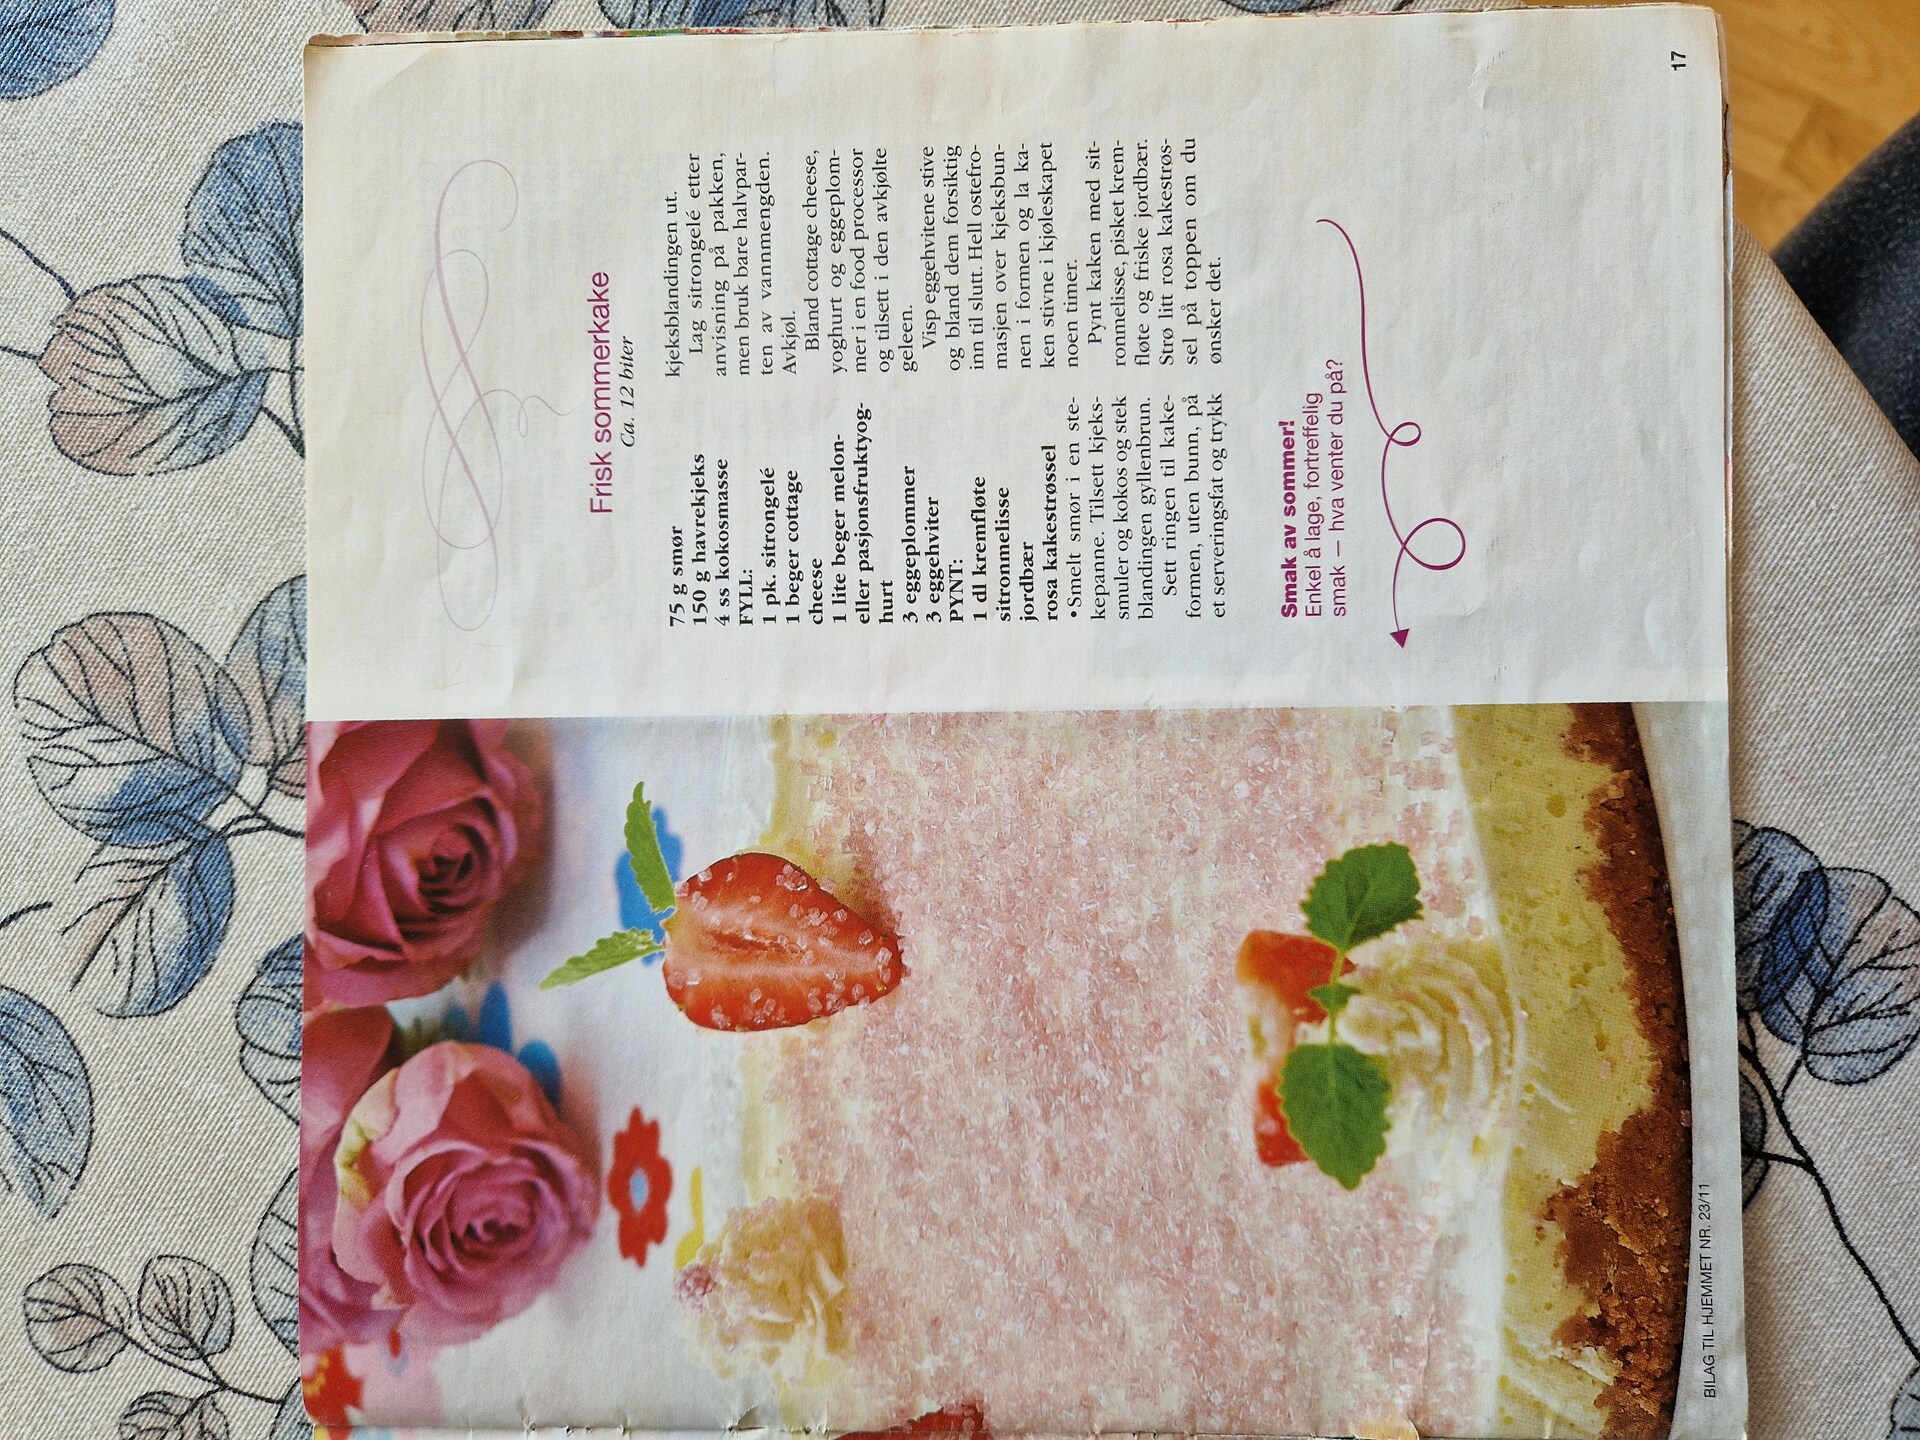 Frisk sommerkake
Ca. 12 biter
75 g smør
150 g havrekjeks
4 ss kokosmasse
FYLL:
1 pk. sitrongelé
1 beger cottage
cheese
1 lite beger melon-
eller pasjonsfruktyog-
hurt
3 eggeplommer
3 eggehviter
PYNT:
1 dl kremfløte
sitronmelisse
jordbær
rosa kakestrøssel
•Smelt smør i en ste-
kepanne. Tilsett kjeks-
smuler og kokos og stek
blandingen gyllenbrun.
Sett ringen til kake-
formen, uten bunn, på
et serveringsfat og trykk
kjeksblandingen ut.
Lag sitrongelé etter
anvisning på pakken,
men bruk bare halvpar-
ten av vannmengden.
Avkjøl.
Bland cottage cheese,
yoghurt og eggeplom-
mer i en food processor
og tilsett i den avkjølte
geleen.
Visp eggehvitene stive
og bland dem forsiktig
inn til slutt. Hell ostefro-
masjen over kjeksbun-
nen i formen og la ka-
ken stivne i kjøleskapet
noen timer.
Pynt kaken med sit-
ronmelisse, pisket krem-
fløte og friske jordbær.
Strø litt rosa kakestrøs-
sel på toppen om du
ønsker det.
Smak av sommer!
Enkel å lage, fortreffelig
smak — hva venter du på?
BILAG TIL HJEMMET NR. 23/11
17